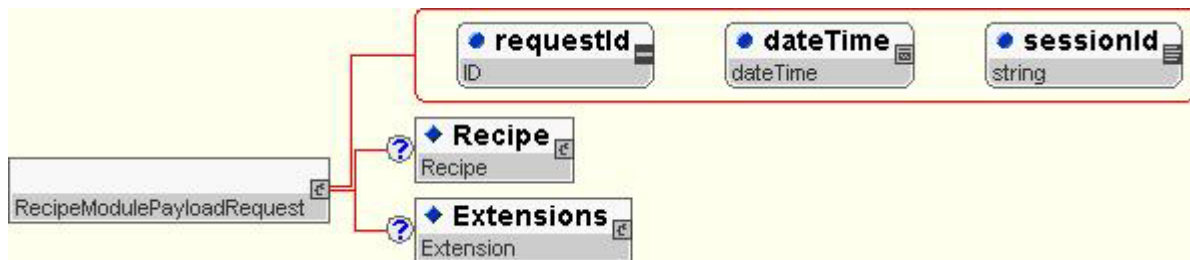 requestId
ID
dateTime
dateTime
sessionId
string
? Recipe
Recipe
RecipeModulePayloadRequest
? Extensions
Extension